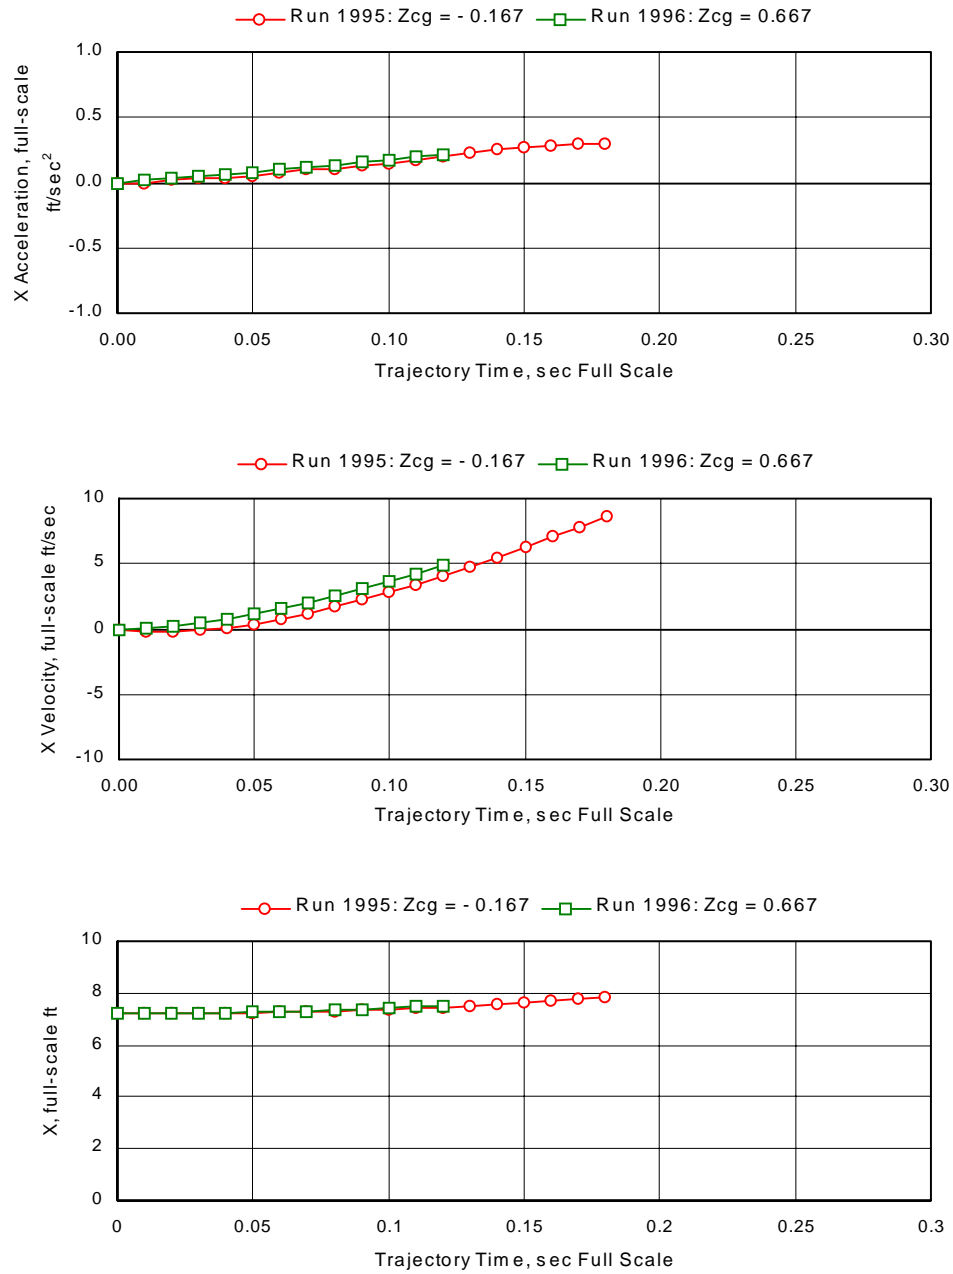 Run 1995: Zcg = - 0.167 Run 1996: Zcg = 0.667
X Acceleration, full-scale
ft/sec²
1.0
0.5
0.0
-0.5
-1.0
0.00 0.05 0.10 0.15 0.20 0.25 0.30
Trajectory Time, sec Full Scale
Run 1995: Zcg = - 0.167 Run 1996: Zcg = 0.667
X Velocity, full-scale ft/sec
10
5
0
-5
-10
0.00 0.05 0.10 0.15 0.20 0.25 0.30
Trajectory Time, sec Full Scale
Run 1995: Zcg = - 0.167 Run 1996: Zcg = 0.667
X, full-scale ft
10
8
6
4
2
0
0 0.05 0.1 0.15 0.2 0.25 0.3
Trajectory Time, sec Full Scale